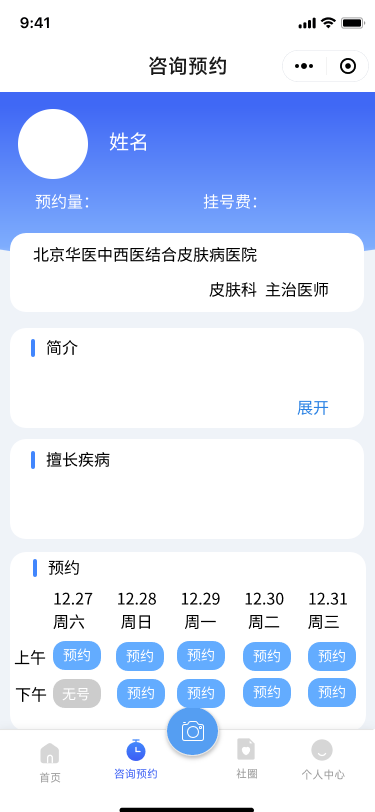 9:41
咨询预约
姓名
预约量： 挂号费：
北京华医中西医结合皮肤病医院
皮肤科 主治医师
简介
展开
擅长疾病
预约
12.27 12.28 12.29 12.30 12.31
周六 周日 周一 周二 周三
上午 预约 预约 预约 预约 预约
下午 无号 预约 预约 预约 预约
首页 咨询预约 社圈 个人中心